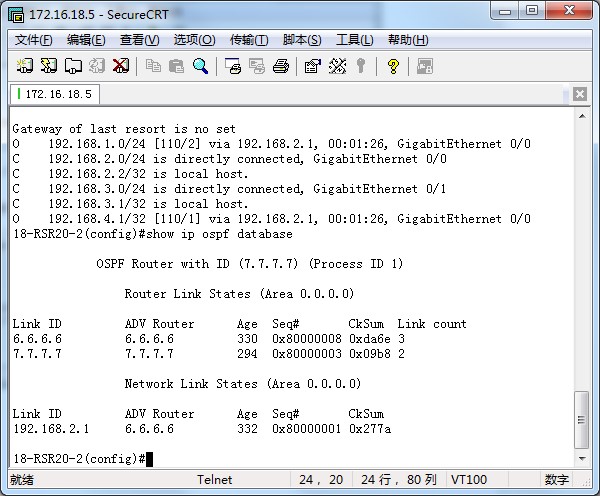 172.16.18.5 - SecureCRT
文件(F) 编辑(E) 查看(V) 选项(O) 传输(T) 脚本(S) 工具(L) 帮助(H)
172.16.18.5
Gateway of last resort is no set
O    192.168.1.0/24 [110/2] via 192.168.2.1, 00:01:26, GigabitEthernet 0/0
C    192.168.2.0/24 is directly connected, GigabitEthernet 0/0
C    192.168.2.2/32 is local host.
C    192.168.3.0/24 is directly connected, GigabitEthernet 0/1
C    192.168.3.1/32 is local host.
O    192.168.4.1/32 [110/1] via 192.168.2.1, 00:01:26, GigabitEthernet 0/0
18-RSR20-2(config)#show ip ospf database
OSPF Router with ID (7.7.7.7) (Process ID 1)
Router Link States (Area 0.0.0.0)
Link ID         ADV Router      Age  Seq#       CkSum  Link count
6.6.6.6         6.6.6.6         330  0x80000008 0xda6e 3
7.7.7.7         7.7.7.7         294  0x80000003 0x09b8 2
Network Link States (Area 0.0.0.0)
Link ID         ADV Router      Age  Seq#       CkSum
192.168.2.1     6.6.6.6         332  0x80000001 0x277a
18-RSR20-2(config)#
就绪 Telnet 24, 20 24 行, 80 列 VT100 数字